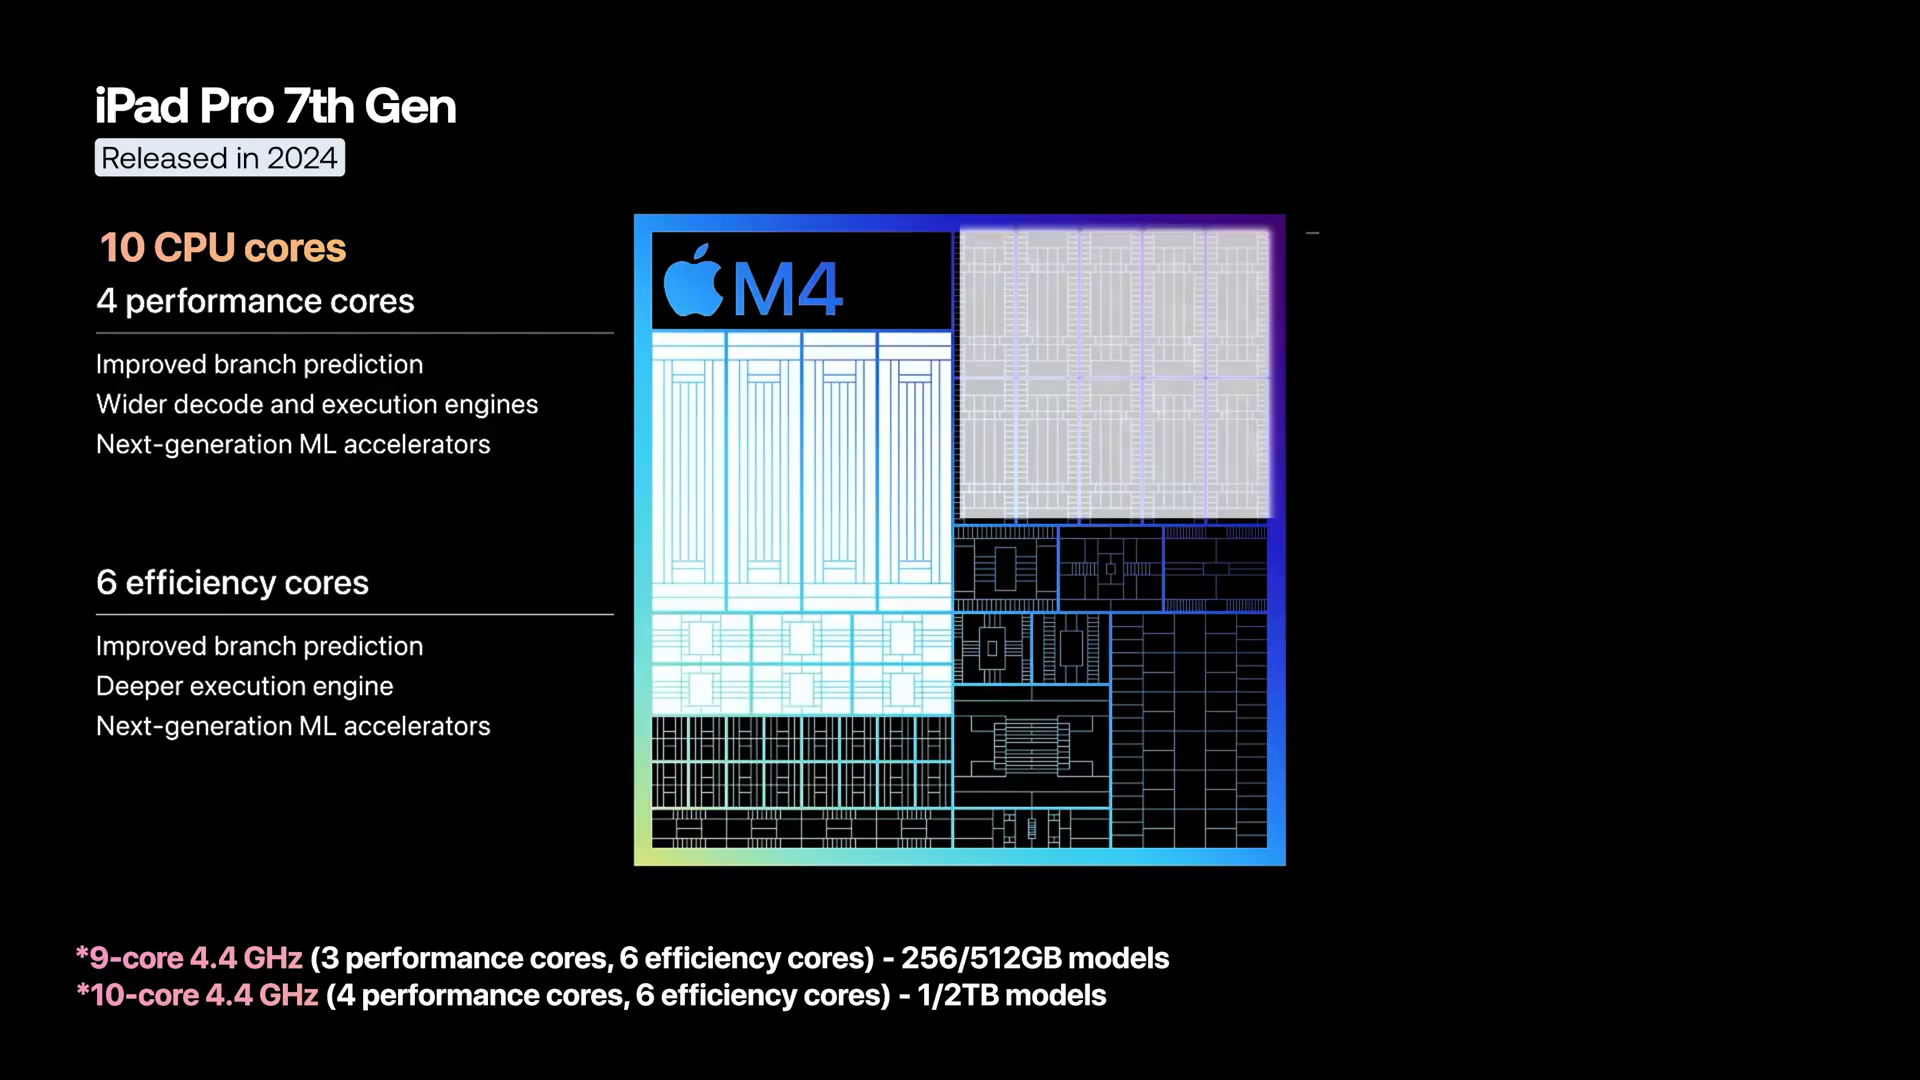 iPad Pro 7th Gen
Released in 2024
10 CPU cores
4 performance cores
Improved branch prediction
Wider decode and execution engines
Next-generation ML accelerators
6 efficiency cores
Improved branch prediction
Deeper execution engine
Next-generation ML accelerators
M4
*9-core 4.4 GHz (3 performance cores, 6 efficiency cores) - 256/512GB models
*10-core 4.4 GHz (4 performance cores, 6 efficiency cores) - 1/2TB models